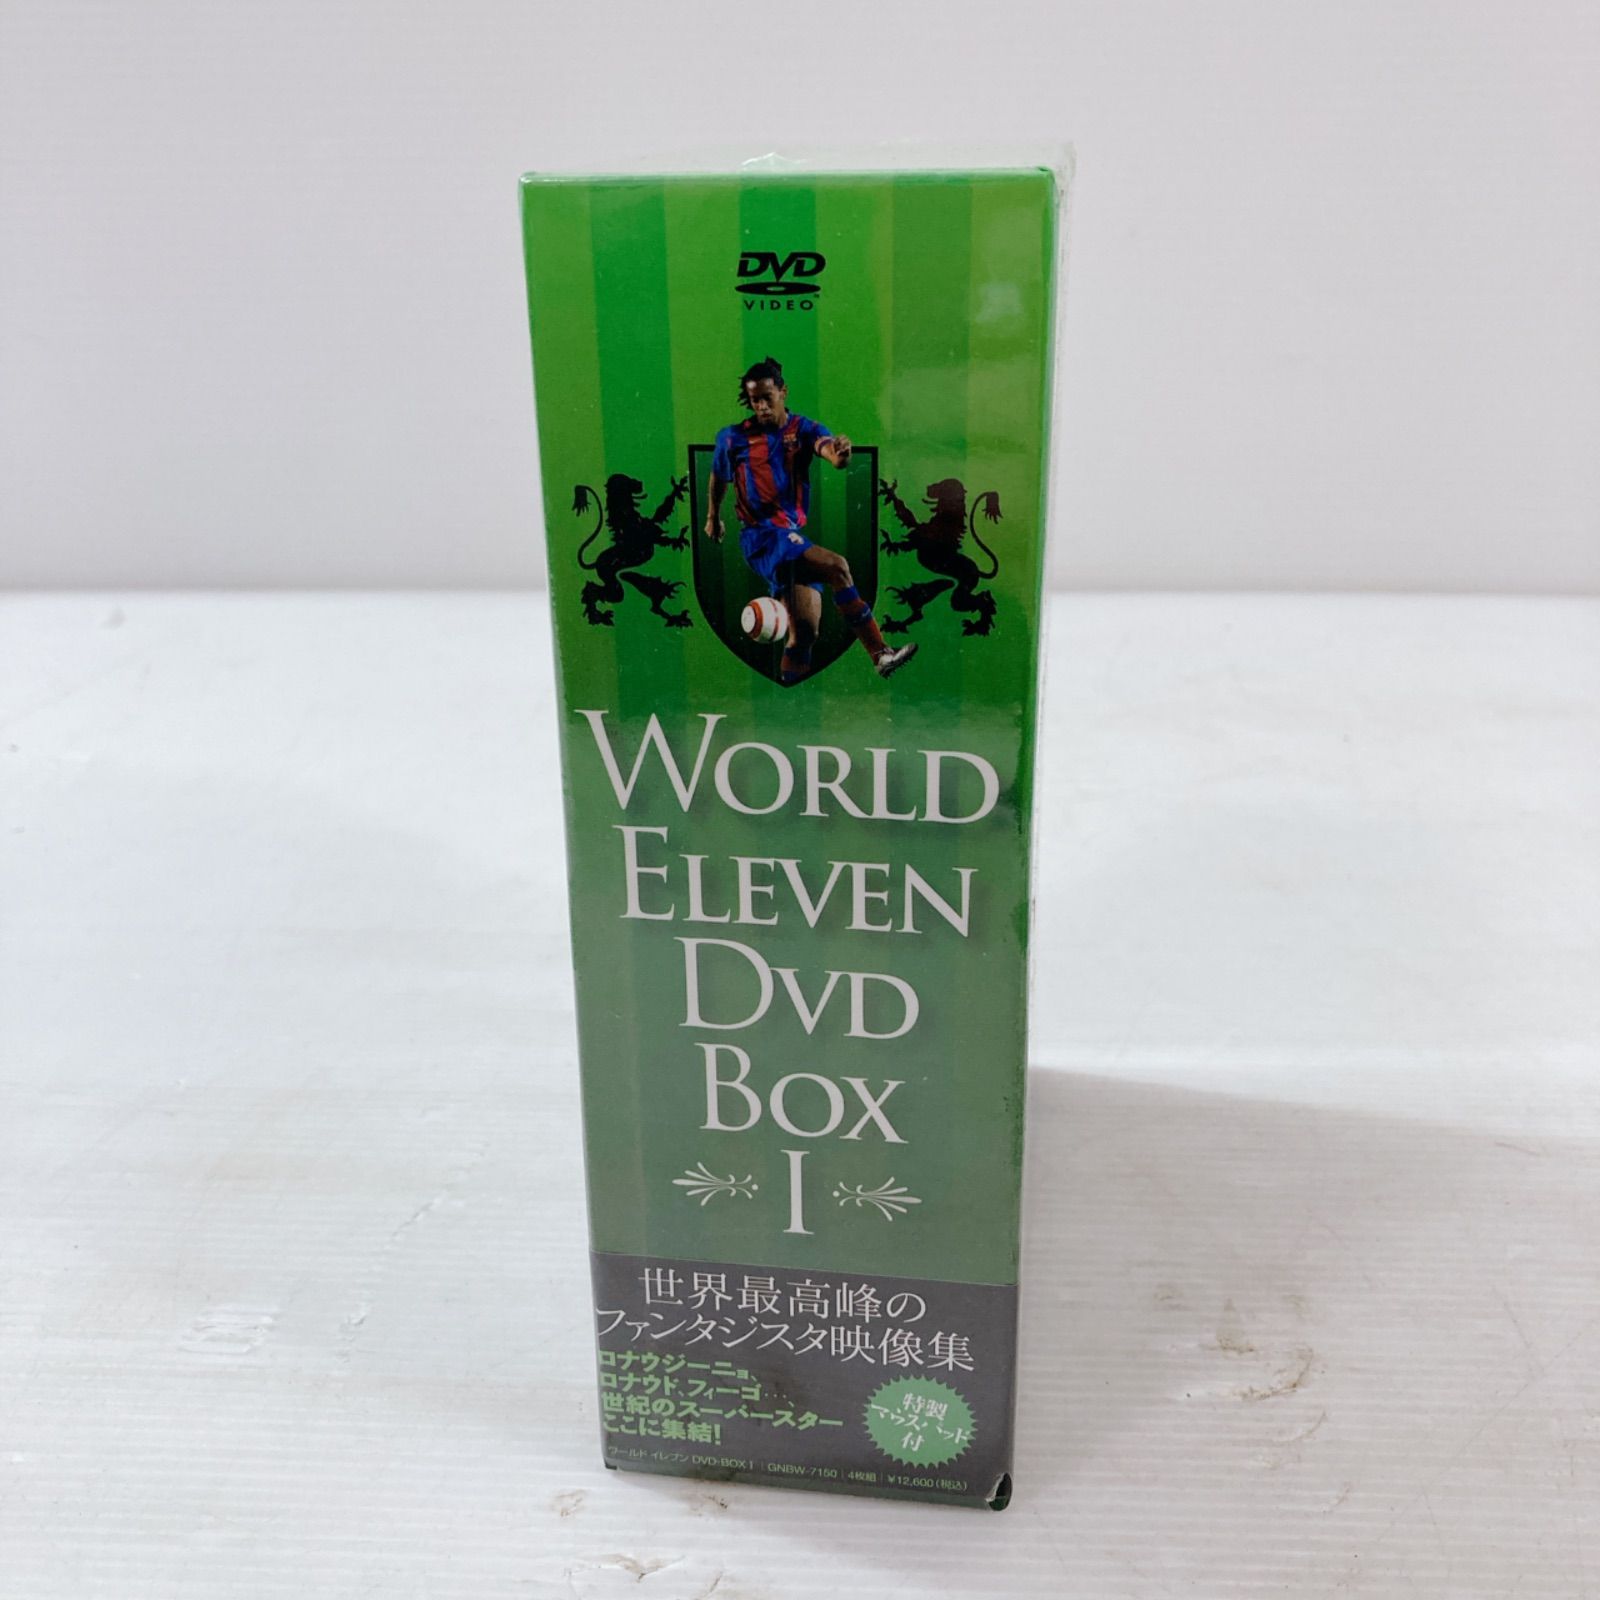 DVD
VIDEO
WORLD
ELEVEN
DVD
BOX
I
世界最高峰の
ファンタジスタ映像集
ロナウジーニョ、
ロナウド、フィーゴ…、
世紀のスーパースター
ここに集結!
特製
マウスパッド
付
ワールド イレブン DVD-BOX I | GNBW-7150 | 4枚組 | ¥12,600(税込)